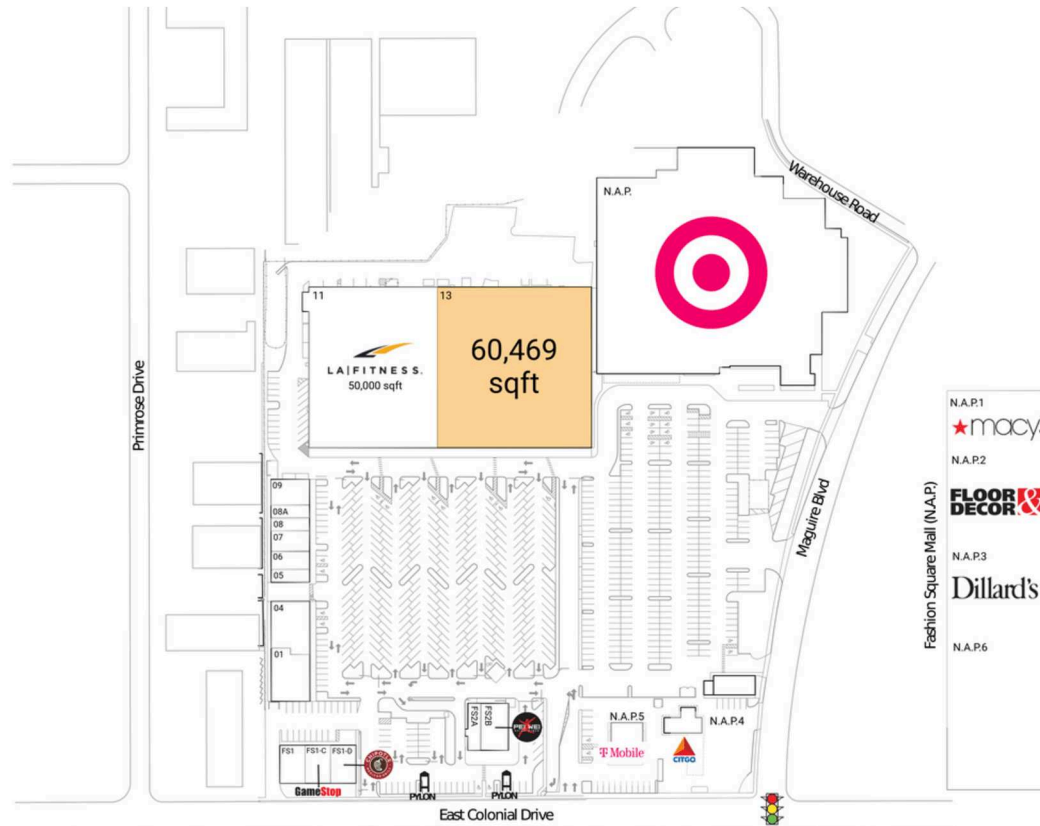 Warehouse Road
N.A.P.
11
13
LA|FITNESS.
50,000 sqft
60,469
sqft
Primrose Drive
Maguire Blvd
Fashion Square Mall (N.A.P.)
N.A.P.1
macy's
N.A.P.2
FLOOR &
DECOR
N.A.P.3
Dillard's
N.A.P.6
09
08A
08
07
06
05
04
01
FS2A
FS2B
PEI WEI
N.A.P.5
T Mobile
N.A.P.4
CITGO
FS1
FS1-C
FS1-D
GameStop
PYLON
PYLON
East Colonial Drive